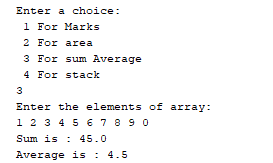 Enter a choice:
1 For Marks
2 For area
3 For sum Average
4 For stack
3
Enter the elements of array:
1 2 3 4 5 6 7 8 9 0
Sum is : 45.0
Average is : 4.5